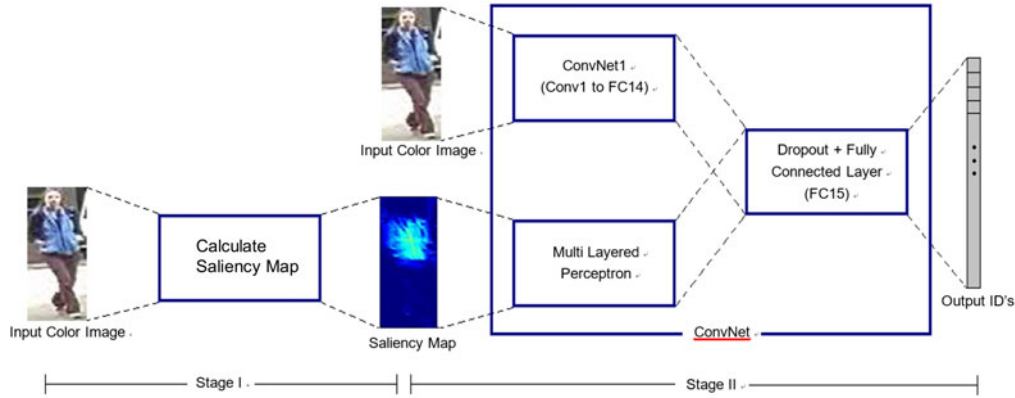 ConvNet1
(Conv1 to FC14)
Input Color Image
Dropout + Fully
Connected Layer
(FC15)
Calculate
Saliency Map
Multi Layered
Perceptron
Output ID's
Input Color Image
Saliency Map
ConvNet
Stage I
Stage II